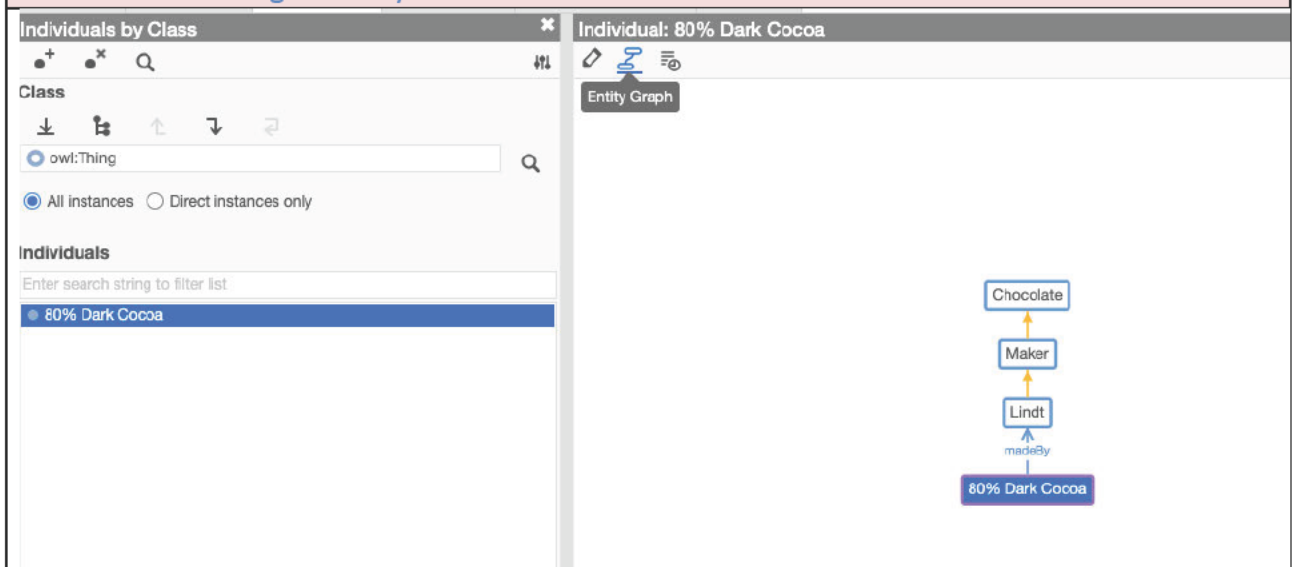 Individuals by Class
Class
owl:Thing
All instances Direct instances only
Individuals
Enter search string to filter list
80% Dark Cocoa
Individual: 80% Dark Cocoa
Entity Graph
Chocolate
Maker
Lindt
madeBy
80% Dark Cocoa